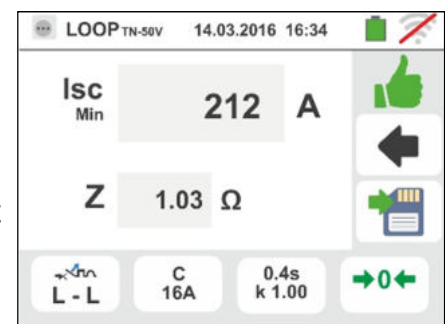 LOOP TN-50V 14.03.2016 16:34
Isc
Min
212 A
Z 1.03 Ω
L - L
C
16A
0.4s
k 1.00
0